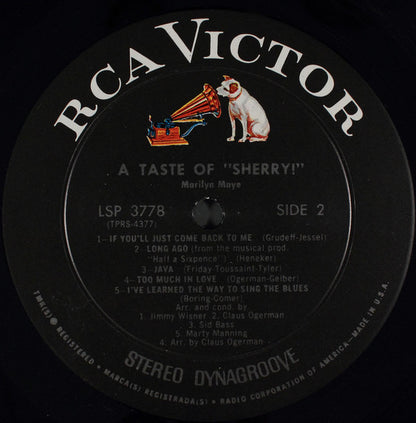 RCA VICTOR
A TASTE OF "SHERRY!"
Marilyn Maye
LSP 3778
(TPRS-4377)
SIDE 2
1—IF YOU'LL JUST COME BACK TO ME (Grudeff-Jessel)
2—LONG AGO (from the musical prod.
"Half a Sixpence") (Henzker)
3—JAVA (Friday-Toussaint-Tyler)
4—TOO MUCH IN LOVE (Ogerman-Gelber)
5—I'VE LEARNED THE WAY TO SING THE BLUES
(Boring-Comer)
Arr. and cond. by
1. Jimmy Wisner 2. Claus Ogerman
3. Sid Bass
5. Marty Manning
4. Arr. by Claus Ogerman
STEREO DYNAGROOVE
TMK(S) ® REGISTERED • MARCA(S) REGISTRADA(S) • RADIO CORPORATION OF AMERICA—MADE IN U.S.A.